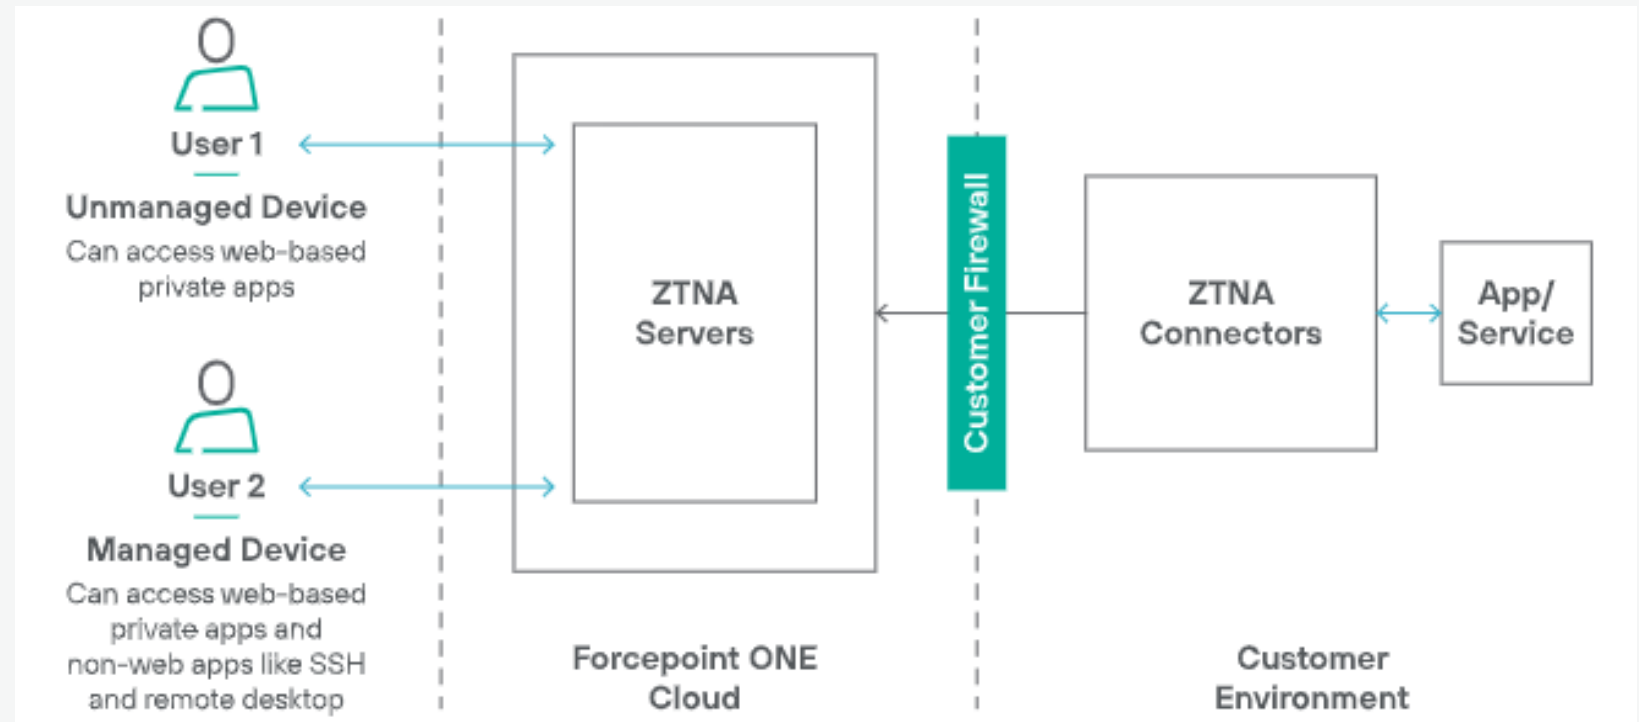 User 1
Unmanaged Device
Can access web-based
private apps
User 2
Managed Device
Can access web-based
private apps and
non-web apps like SSH
and remote desktop
ZTNA
Servers
Forcepoint ONE
Cloud
Customer Firewall
ZTNA
Connectors
App/
Service
Customer
Environment